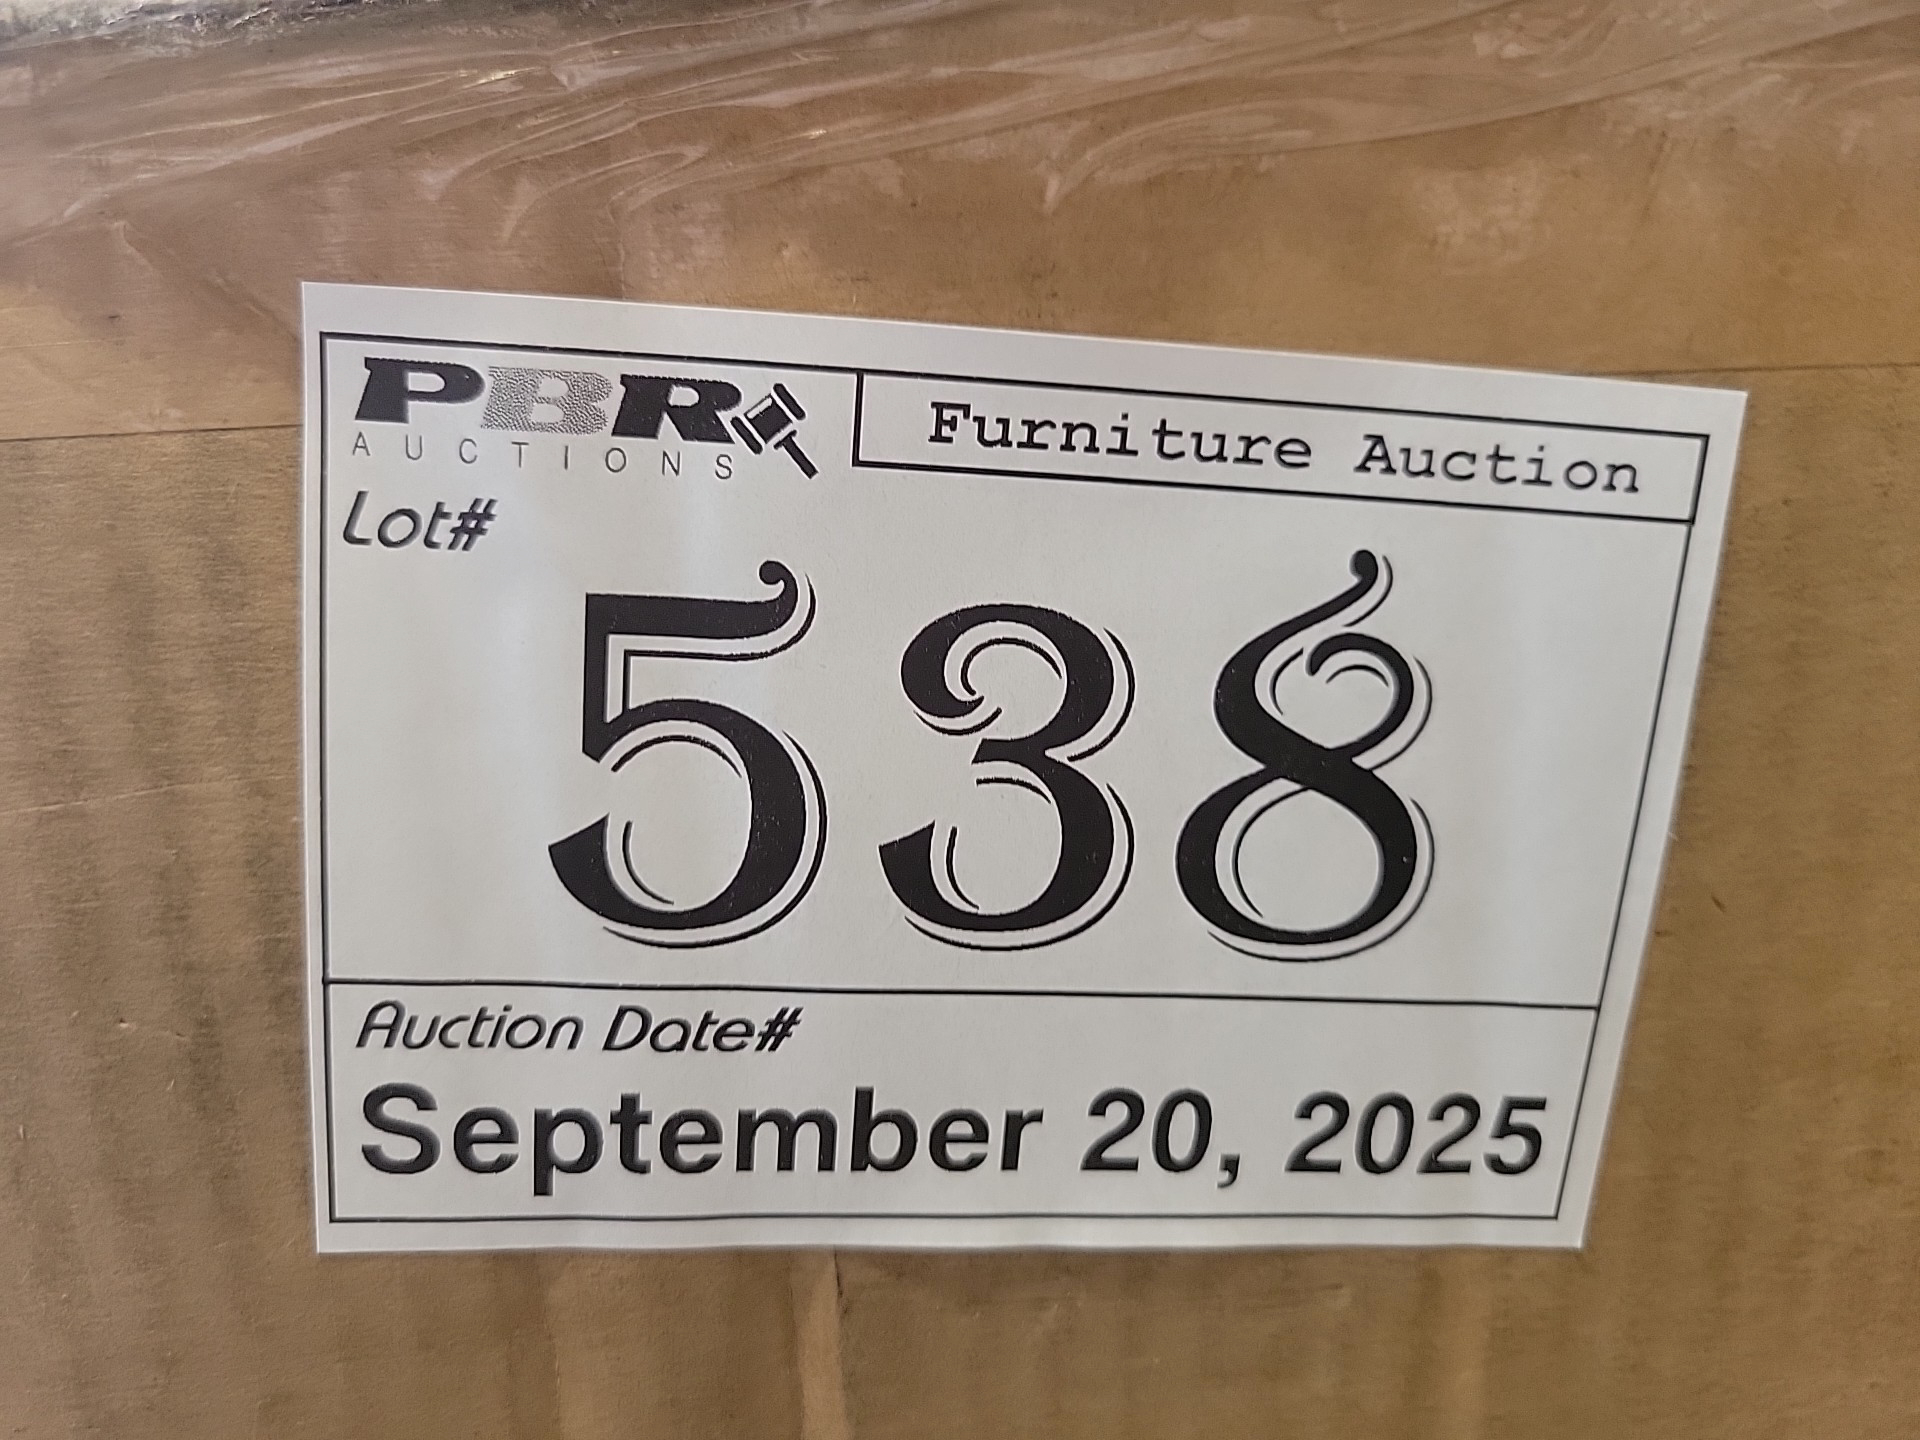 PBR
AUCTIONS
Furniture Auction
Lot#
538
Auction Date#
September 20, 2025